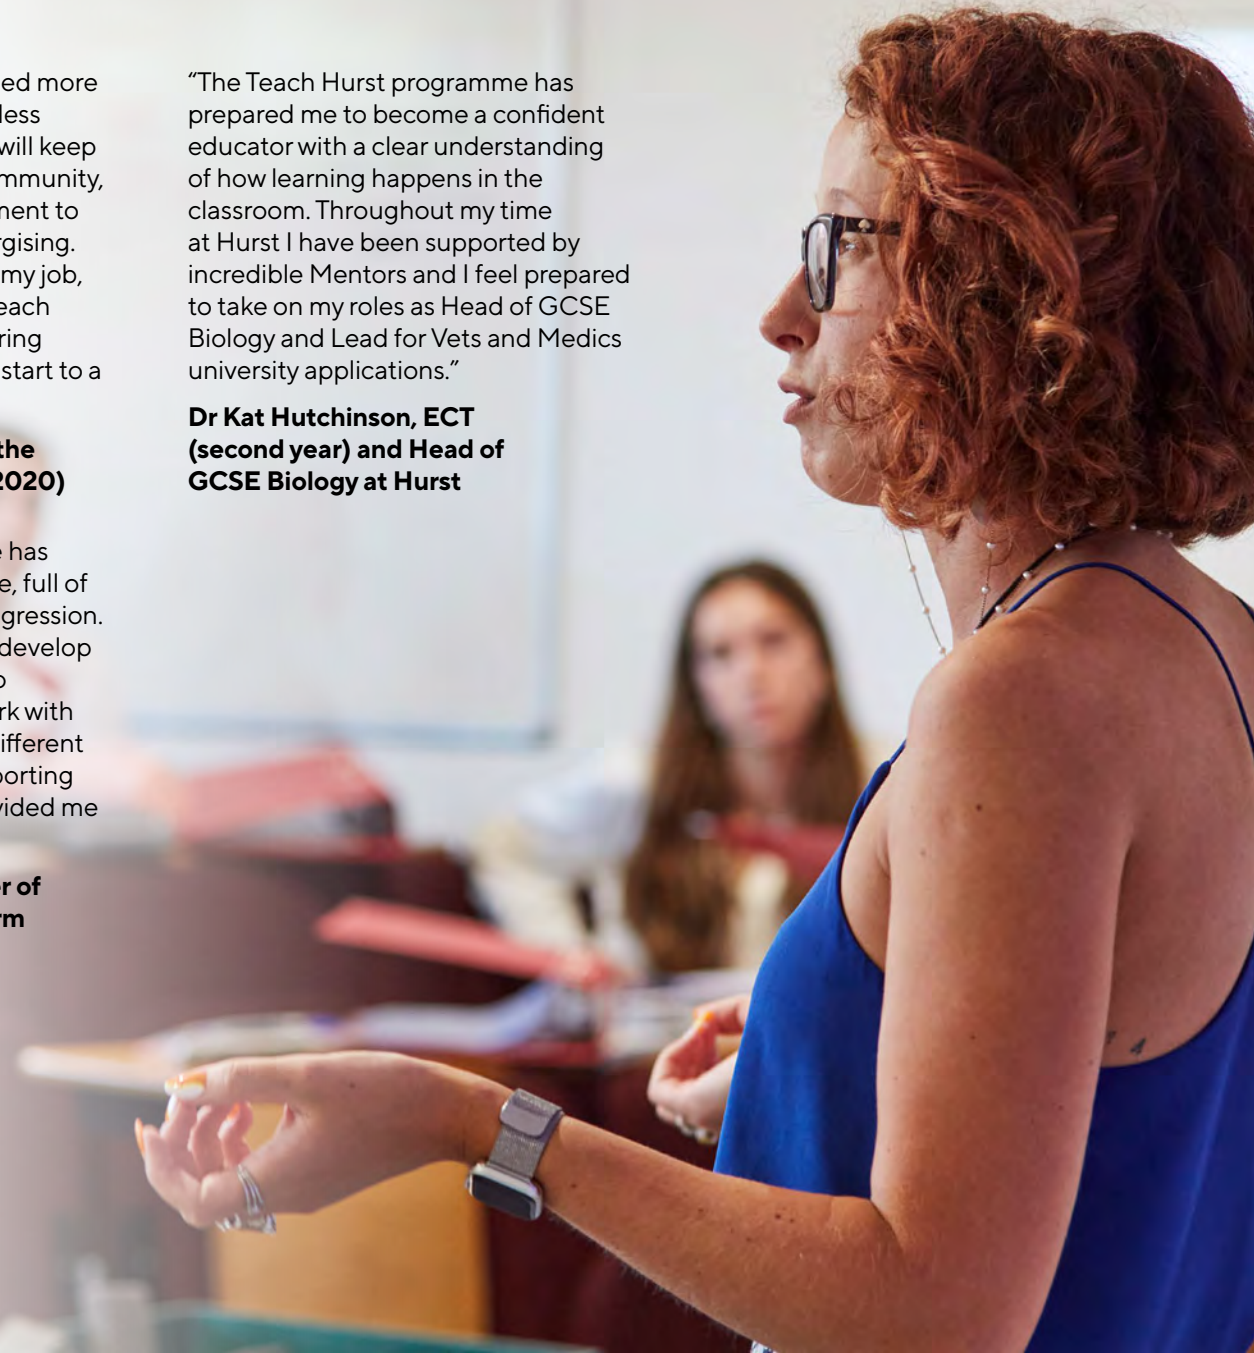 ed more
less
will keep
mmunity,
ment to
rgising.
my job,
each
ring
start to a
the
2020)
e has
e, full of
gression.
develop
o
rk with
ifferent
porting
vided me
er of
rm
“The Teach Hurst programme has
prepared me to become a confident
educator with a clear understanding
of how learning happens in the
classroom. Throughout my time
at Hurst I have been supported by
incredible Mentors and I feel prepared
to take on my roles as Head of GCSE
Biology and Lead for Vets and Medics
university applications.”
Dr Kat Hutchinson, ECT
(second year) and Head of
GCSE Biology at Hurst